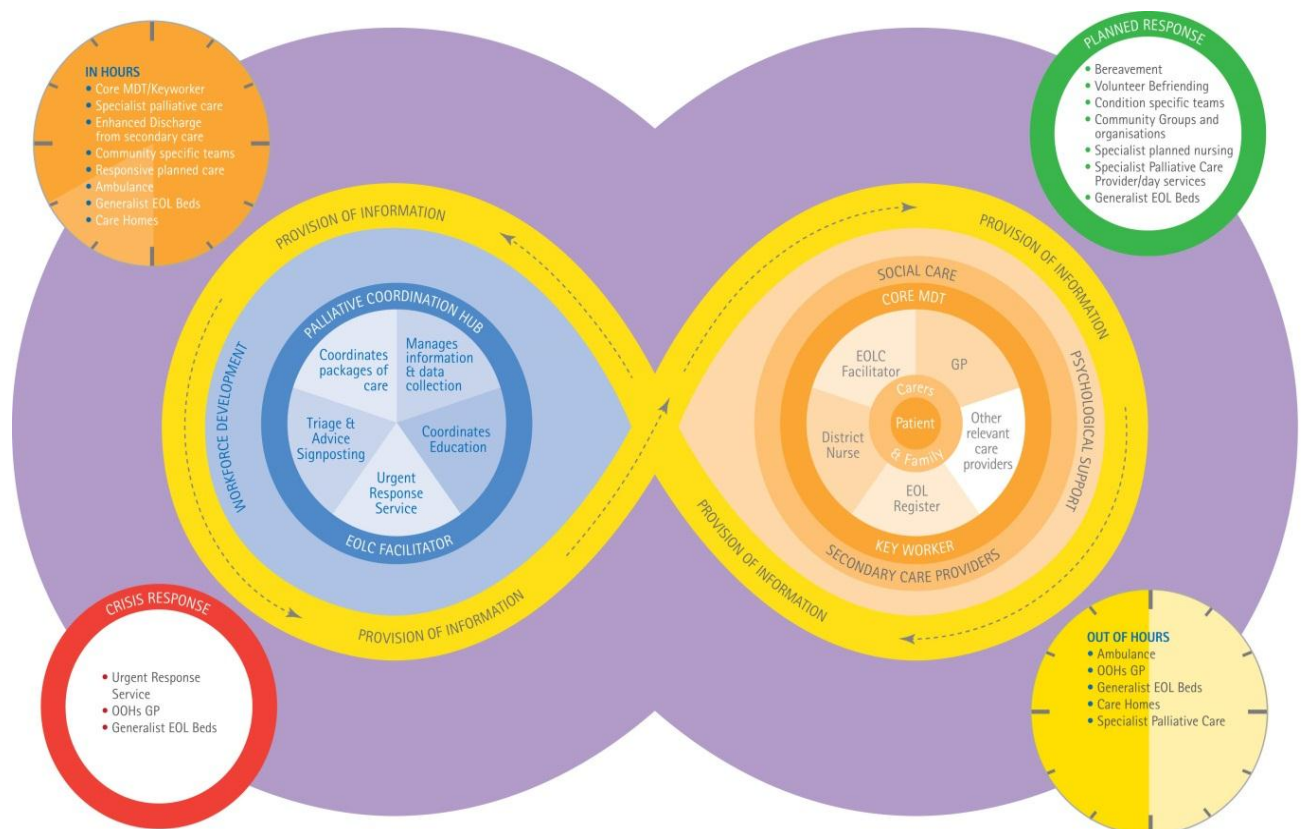 IN HOURS
• Core MDT/Keyworker
• Specialist palliative care
• Enhanced Discharge
from secondary care
• Community specific teams
• Responsive planned care
• Ambulance
• Generalist EOL Beds
• Care Homes
PLANNED RESPONSE
• Bereavement
• Volunteer Befriending
• Condition specific teams
• Community Groups and
organisations
• Specialist planned nursing
• Specialist Palliative Care
Provider/day services
• Generalist EOL Beds
PROVISION OF INFORMATION
WORKFORCE DEVELOPMENT
PALLIATIVE COORDINATION HUB
Coordinates
packages of
care
Manages
information
& data
collection
Triage &
Advice
Signposting
Coordinates
Education
Urgent
Response
Service
EOLC FACILITATOR
PROVISION OF INFORMATION
PROVISION OF INFORMATION
SOCIAL CARE
CORE MDT
EOLC
Facilitator
GP
Carers
Patient
& Family
District
Nurse
Other
relevant
care
providers
EOL
Register
KEY WORKER
SECONDARY CARE PROVIDERS
PSYCHOLOGICAL SUPPORT
PROVISION OF INFORMATION
CRISIS RESPONSE
• Urgent Response
Service
• OOHs GP
• Generalist EOL Beds
OUT OF HOURS
• Ambulance
• OOHs GP
• Generalist EOL Beds
• Care Homes
• Specialist Palliative Care